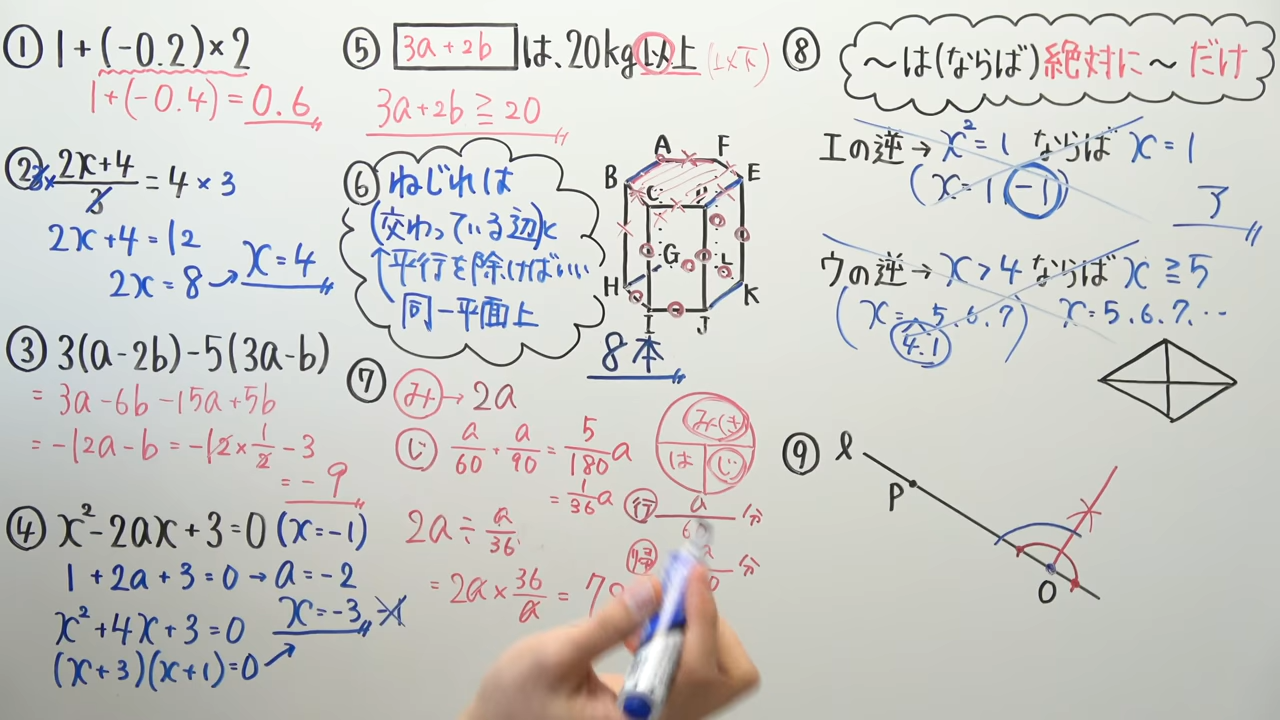 ① 1+(-0.2)×2
1+(-0.4)=0.6
② 3× 2x+4/3 = 4 ×3
2x+4=12
2x=8 → x=4
③ 3(a-2b)-5(3a-b)
= 3a-6b-15a+5b
= -12a-b = -12×1/2-3
= -9
④ x²-2ax+3=0 (x=-1)
1+2a+3=0 → a=-2
x²+4x+3=0
(x+3)(x+1)=0
x=-3, -1
⑤ 3a+2b は、20kg以上 (以下)
3a+2b≧20
⑥ ねじれは
(交わっている辺)と
平行を除けばいい
同一平面上
A
F
B
E
C
D
G
L
H
K
I
J
8本
⑦ み → 2a
じ a/60+a/90=5/180a
=1/36a
2a÷a/36
=2a×36/a=7
みちき
は
じ
行 a/6 分
帰 分
⑧ 〜は(ならば)絶対に〜だけ
エの逆→x²=1 ならば x=1
(x=1, -1)
ウの逆→x>4 ならば x≧5
(x= 5.6.7) x=5.6.7.…
4.1
ア
⑨ ℓ
P
O